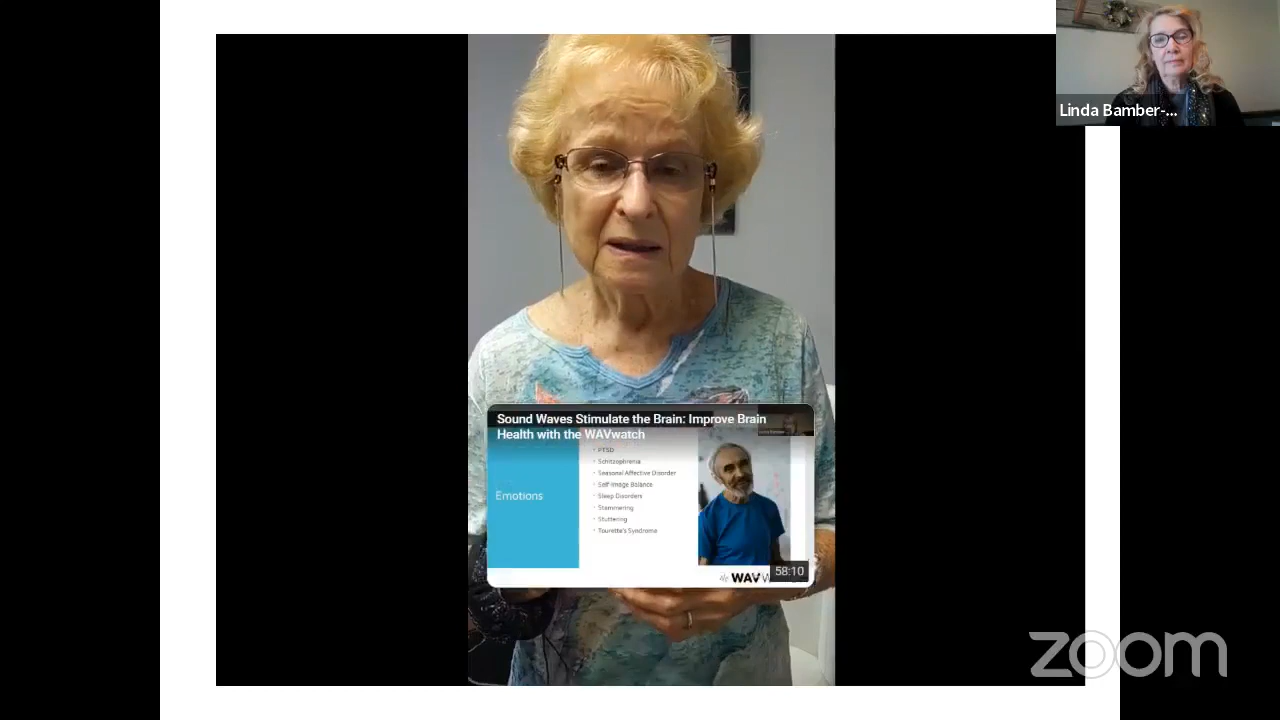 Linda Bamber-...
Sound Waves Stimulate the Brain: Improve Brain
Health with the WAVwatch
Emotions
· PTSD
· Schitzophrenia
· Seasonal Affective Disorder
· Self-Image Balance
· Sleep Disorders
· Stammering
· Stuttering
· Tourette's Syndrome
WAV
58:10
zoom